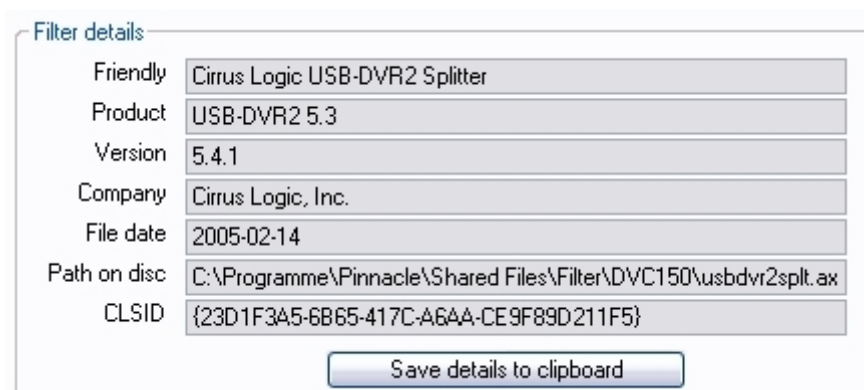 Filter details
Friendly Cirrus Logic USB-DVR2 Splitter
Product USB-DVR2 5.3
Version 5.4.1
Company Cirrus Logic, Inc.
File date 2005-02-14
Path on disc C:\Programme\Pinnacle\Shared Files\Filter\DVC150\usbdvr2splt.ax
CLSID {23D1F3A5-6B65-417C-A6AA-CE9F89D211F5}
Save details to clipboard